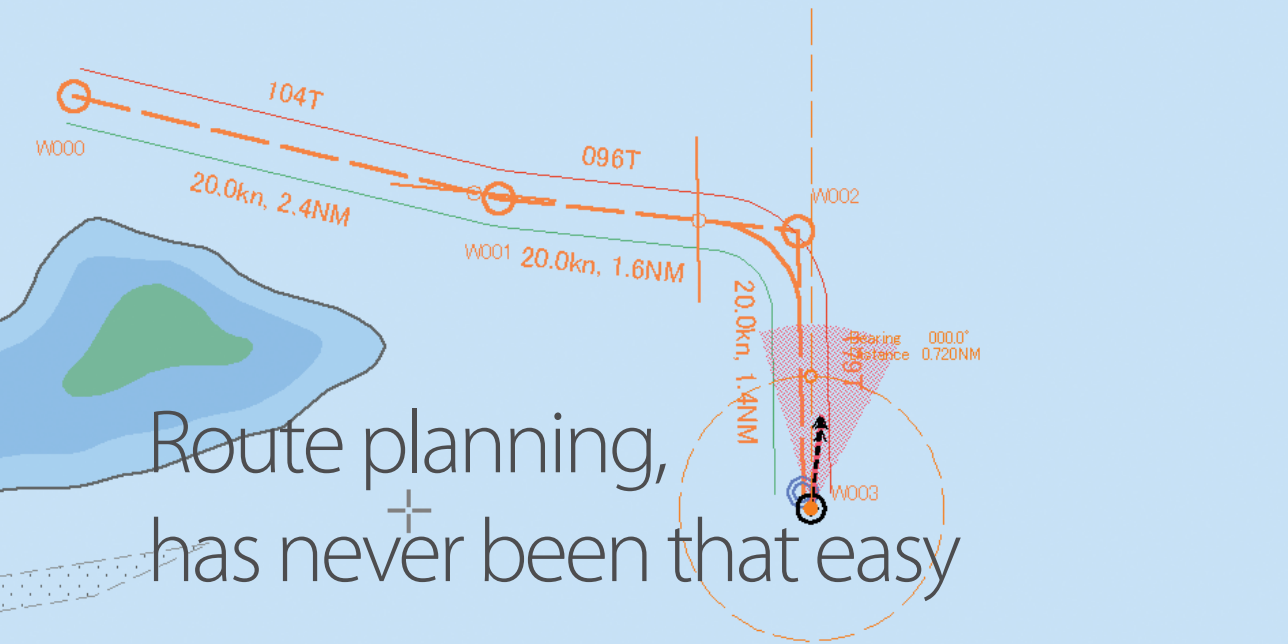 104T
096T
W000
20.0kn, 2.4NM
W002
W001
20.0kn, 1.6NM
20.0kn, 1.4NM
Bearing 000.0°
Distance 0.720NM
Route planning,
W003
has never been that easy